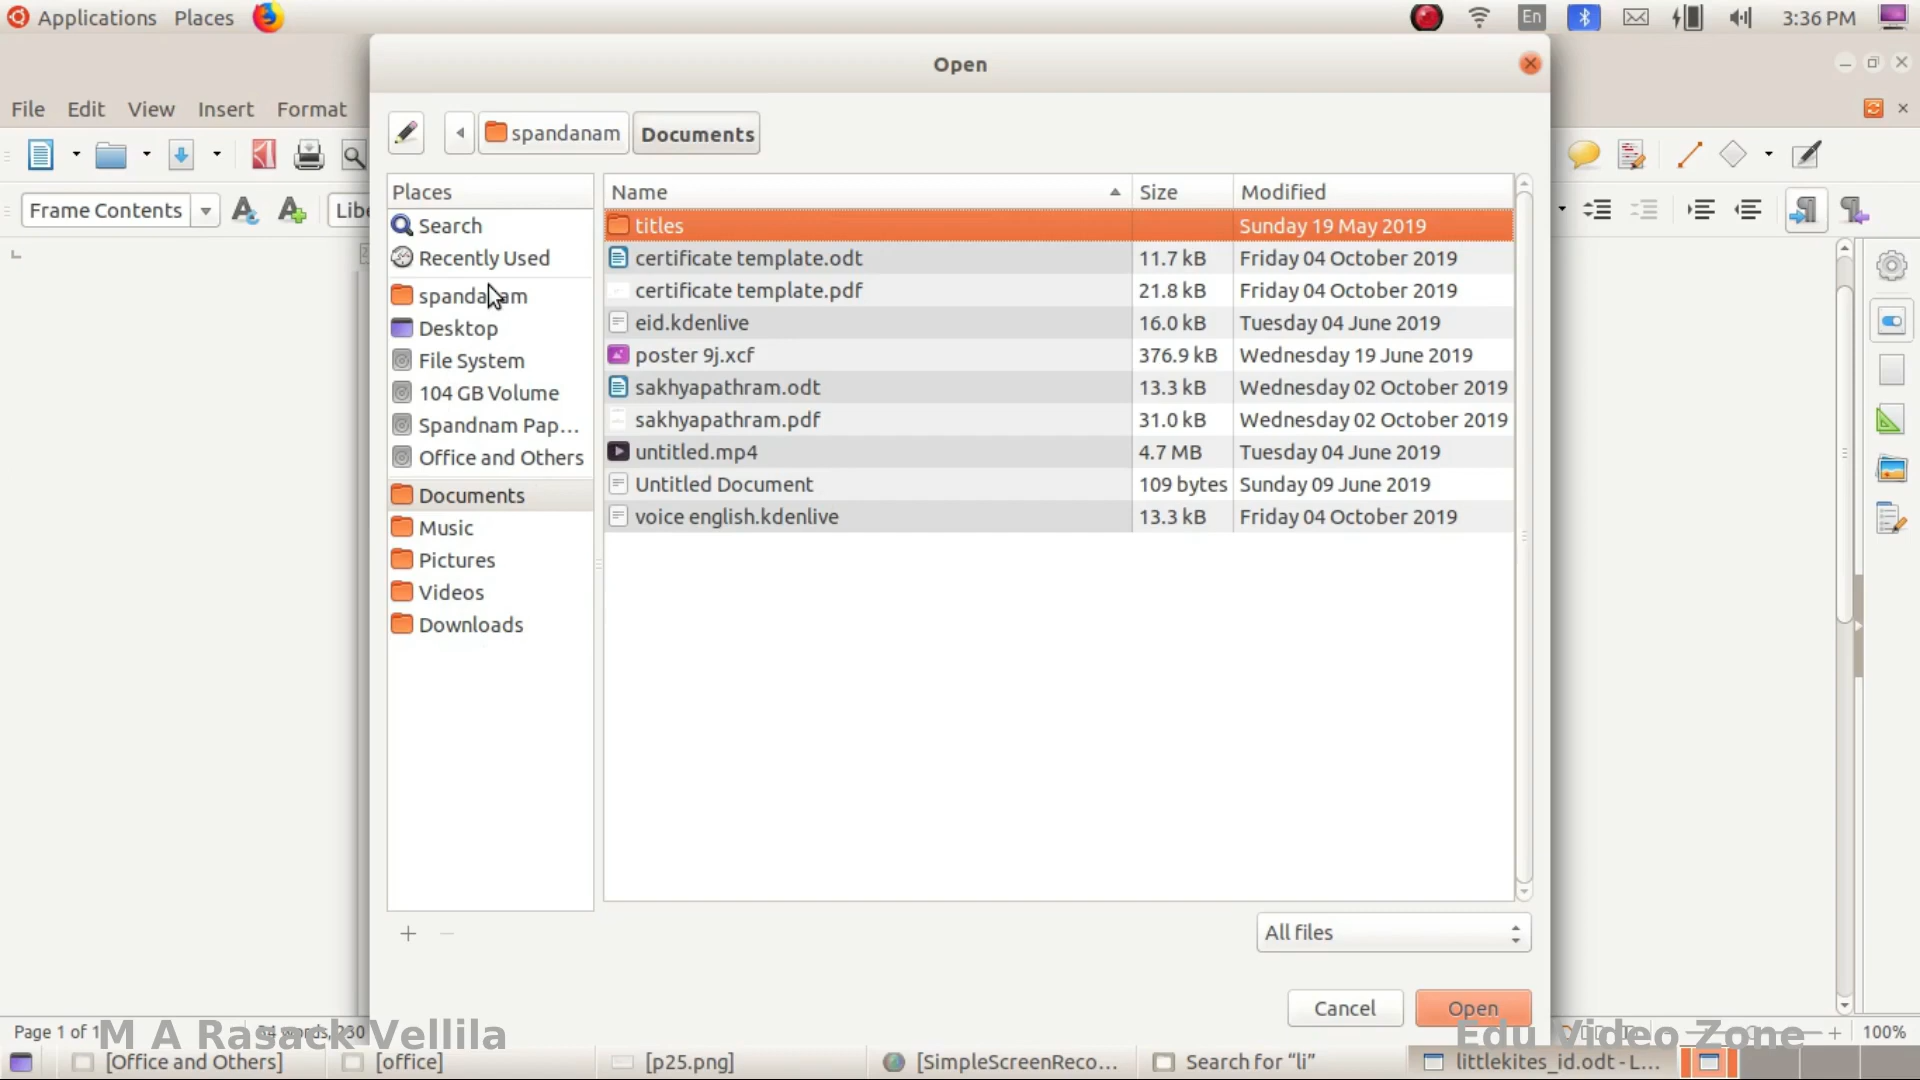 Applications Places En 3:36 PM
Open
File Edit View Insert Format
spandanam Documents
Frame Contents Libe
Places
Search
Recently Used
spandanam
Desktop
File System
104 GB Volume
Spandnam Pap...
Office and Others
Documents
Music
Pictures
Videos
Downloads
Name Size Modified
titles Sunday 19 May 2019
certificate template.odt 11.7 kB Friday 04 October 2019
certificate template.pdf 21.8 kB Friday 04 October 2019
eid.kdenlive 16.0 kB Tuesday 04 June 2019
poster 9j.xcf 376.9 kB Wednesday 19 June 2019
sakhyapathram.odt 13.3 kB Wednesday 02 October 2019
sakhyapathram.pdf 31.0 kB Wednesday 02 October 2019
untitled.mp4 4.7 MB Tuesday 04 June 2019
Untitled Document 109 bytes Sunday 09 June 2019
voice english.kdenlive 13.3 kB Friday 04 October 2019
All files
Cancel Open
Page 1 of 1 100%
M A Rasack Vellila Edu Video Zone
[Office and Others] [office] [p25.png] [SimpleScreenReco... Search for “li” littlekites_id.odt - L...